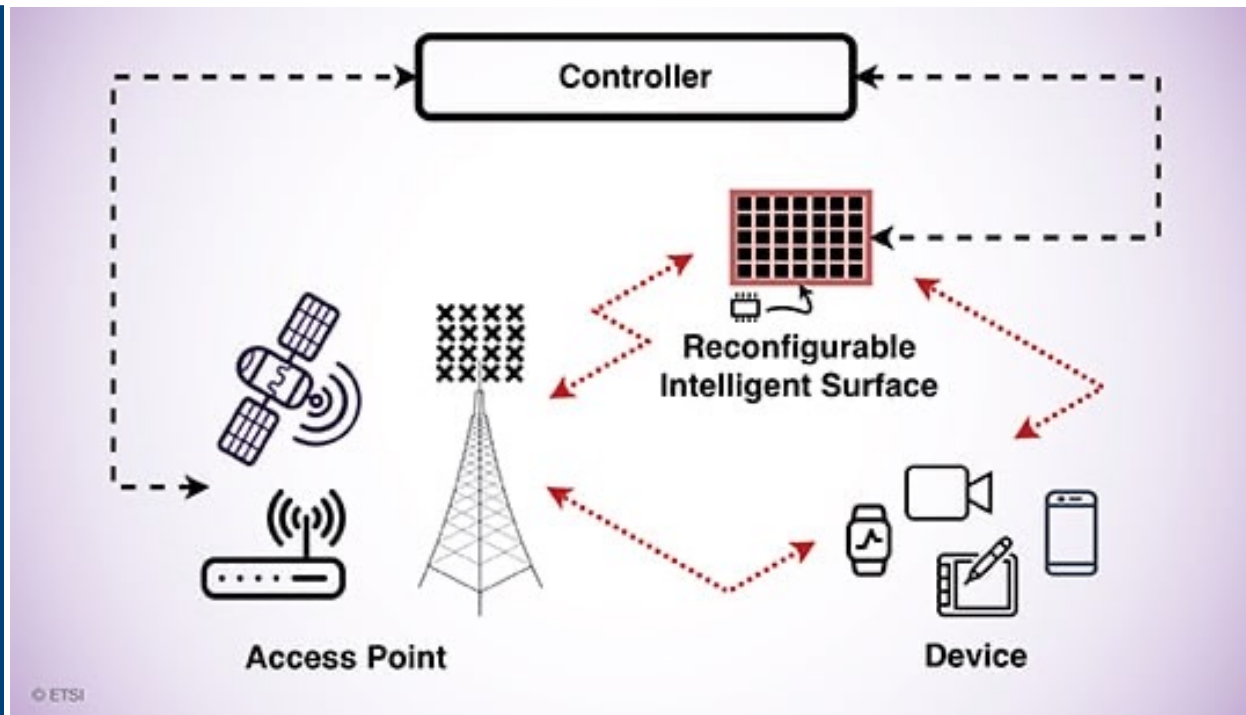 Controller
Reconfigurable
Intelligent Surface
Access Point
Device
© ETSI